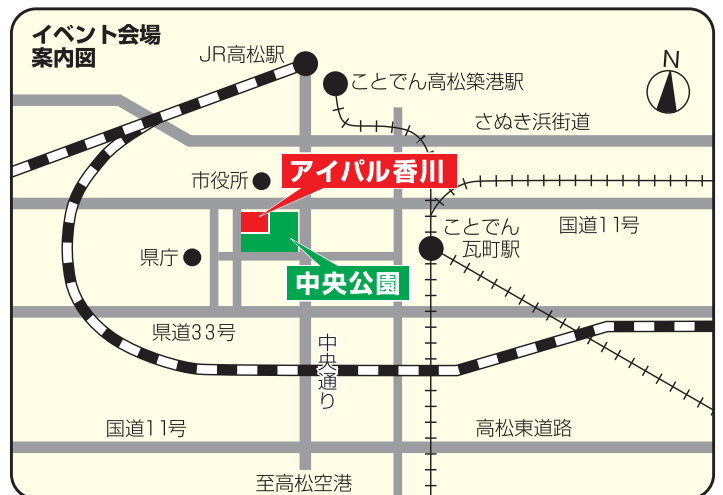 イベント会場
案内図
JR高松駅
N
ことでん高松築港駅
さぬき浜街道
市役所
アイパル香川
ことでん
瓦町駅
国道11号
県庁
中央公園
県道33号
中央通り
国道11号
高松東道路
至高松空港